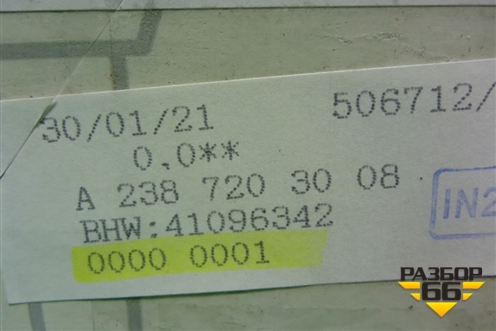 30/01/21 506712/
0,0**
A 238 720 30 08
BHW:41096342
0000 0001
IN2
РАЗБОР
66